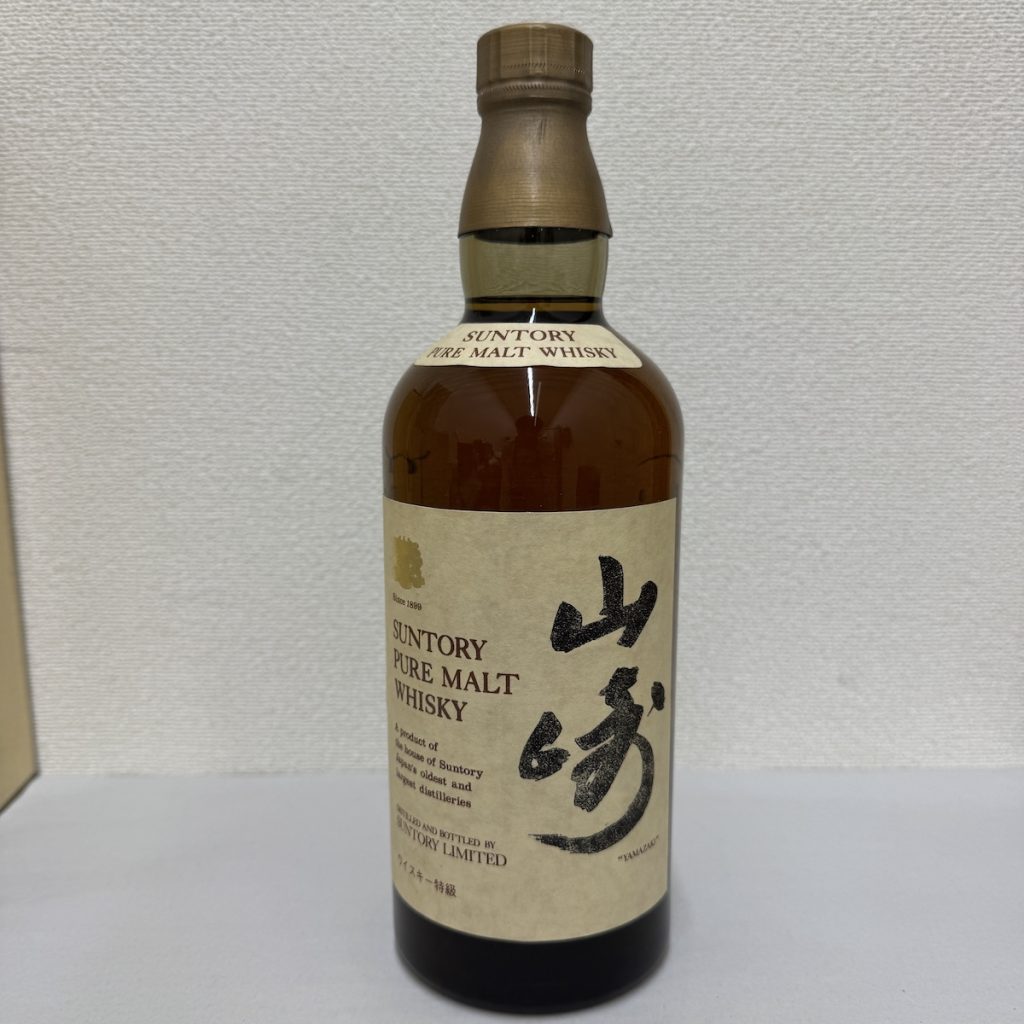 SUNTORY
PURE MALT WHISKY
Since 1899
SUNTORY
PURE MALT
WHISKY
A product of
the house of Suntory
Japan's oldest and
largest distilleries
DISTILLED AND BOTTLED BY
SUNTORY LIMITED
ウイスキー特級
山崎
"YAMAZAKI"